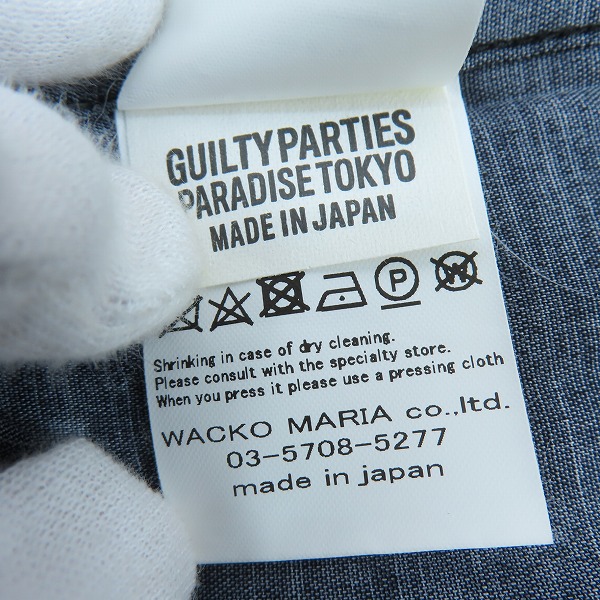 GUILTY PARTIES
PARADISE TOKYO
MADE IN JAPAN
P W
Shrinking in case of dry cleaning.
Please consult with the specialty store.
When you press it please use a pressing cloth
WACKO MARIA co.,ltd.
03-5708-5277
made in japan